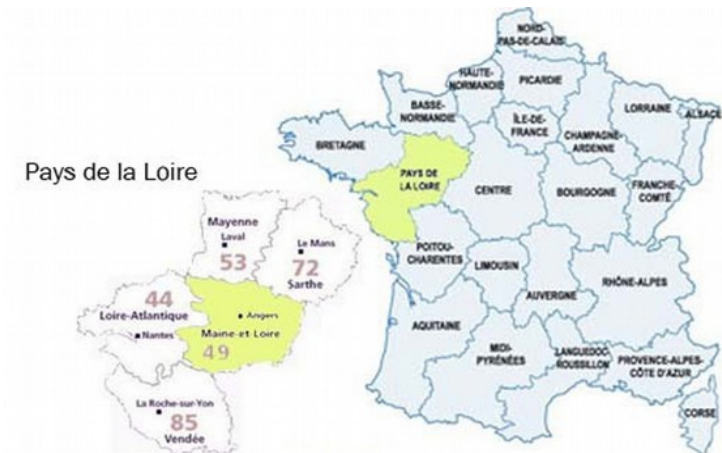 NORD-
PAS-DE-CALAIS
HAUTE-
NORMANDIE
PICARDIE
BASSE-
NORMANDIE
ÎLE-DE-
FRANCE
CHAMPAGNE-
ARDENNE
LORRAINE
ALSACE
BRETAGNE
PAYS DE
LA LOIRE
CENTRE
BOURGOGNE
FRANCHE-
COMTÉ
POITOU-
CHARENTES
LIMOUSIN
AUVERGNE
RHÔNE-ALPES
AQUITAINE
MIDI-
PYRÉNÉES
LANGUEDOC-
ROUSSILLON
PROVENCE-ALPES-
CÔTE D'AZUR
CORSE
Pays de la Loire
Mayenne
Laval
53
Le Mans
72
Sarthe
44
Loire-Atlantique
Nantes
Angers
Maine-et Loire
49
La Roche-sur-Yon
85
Vendée